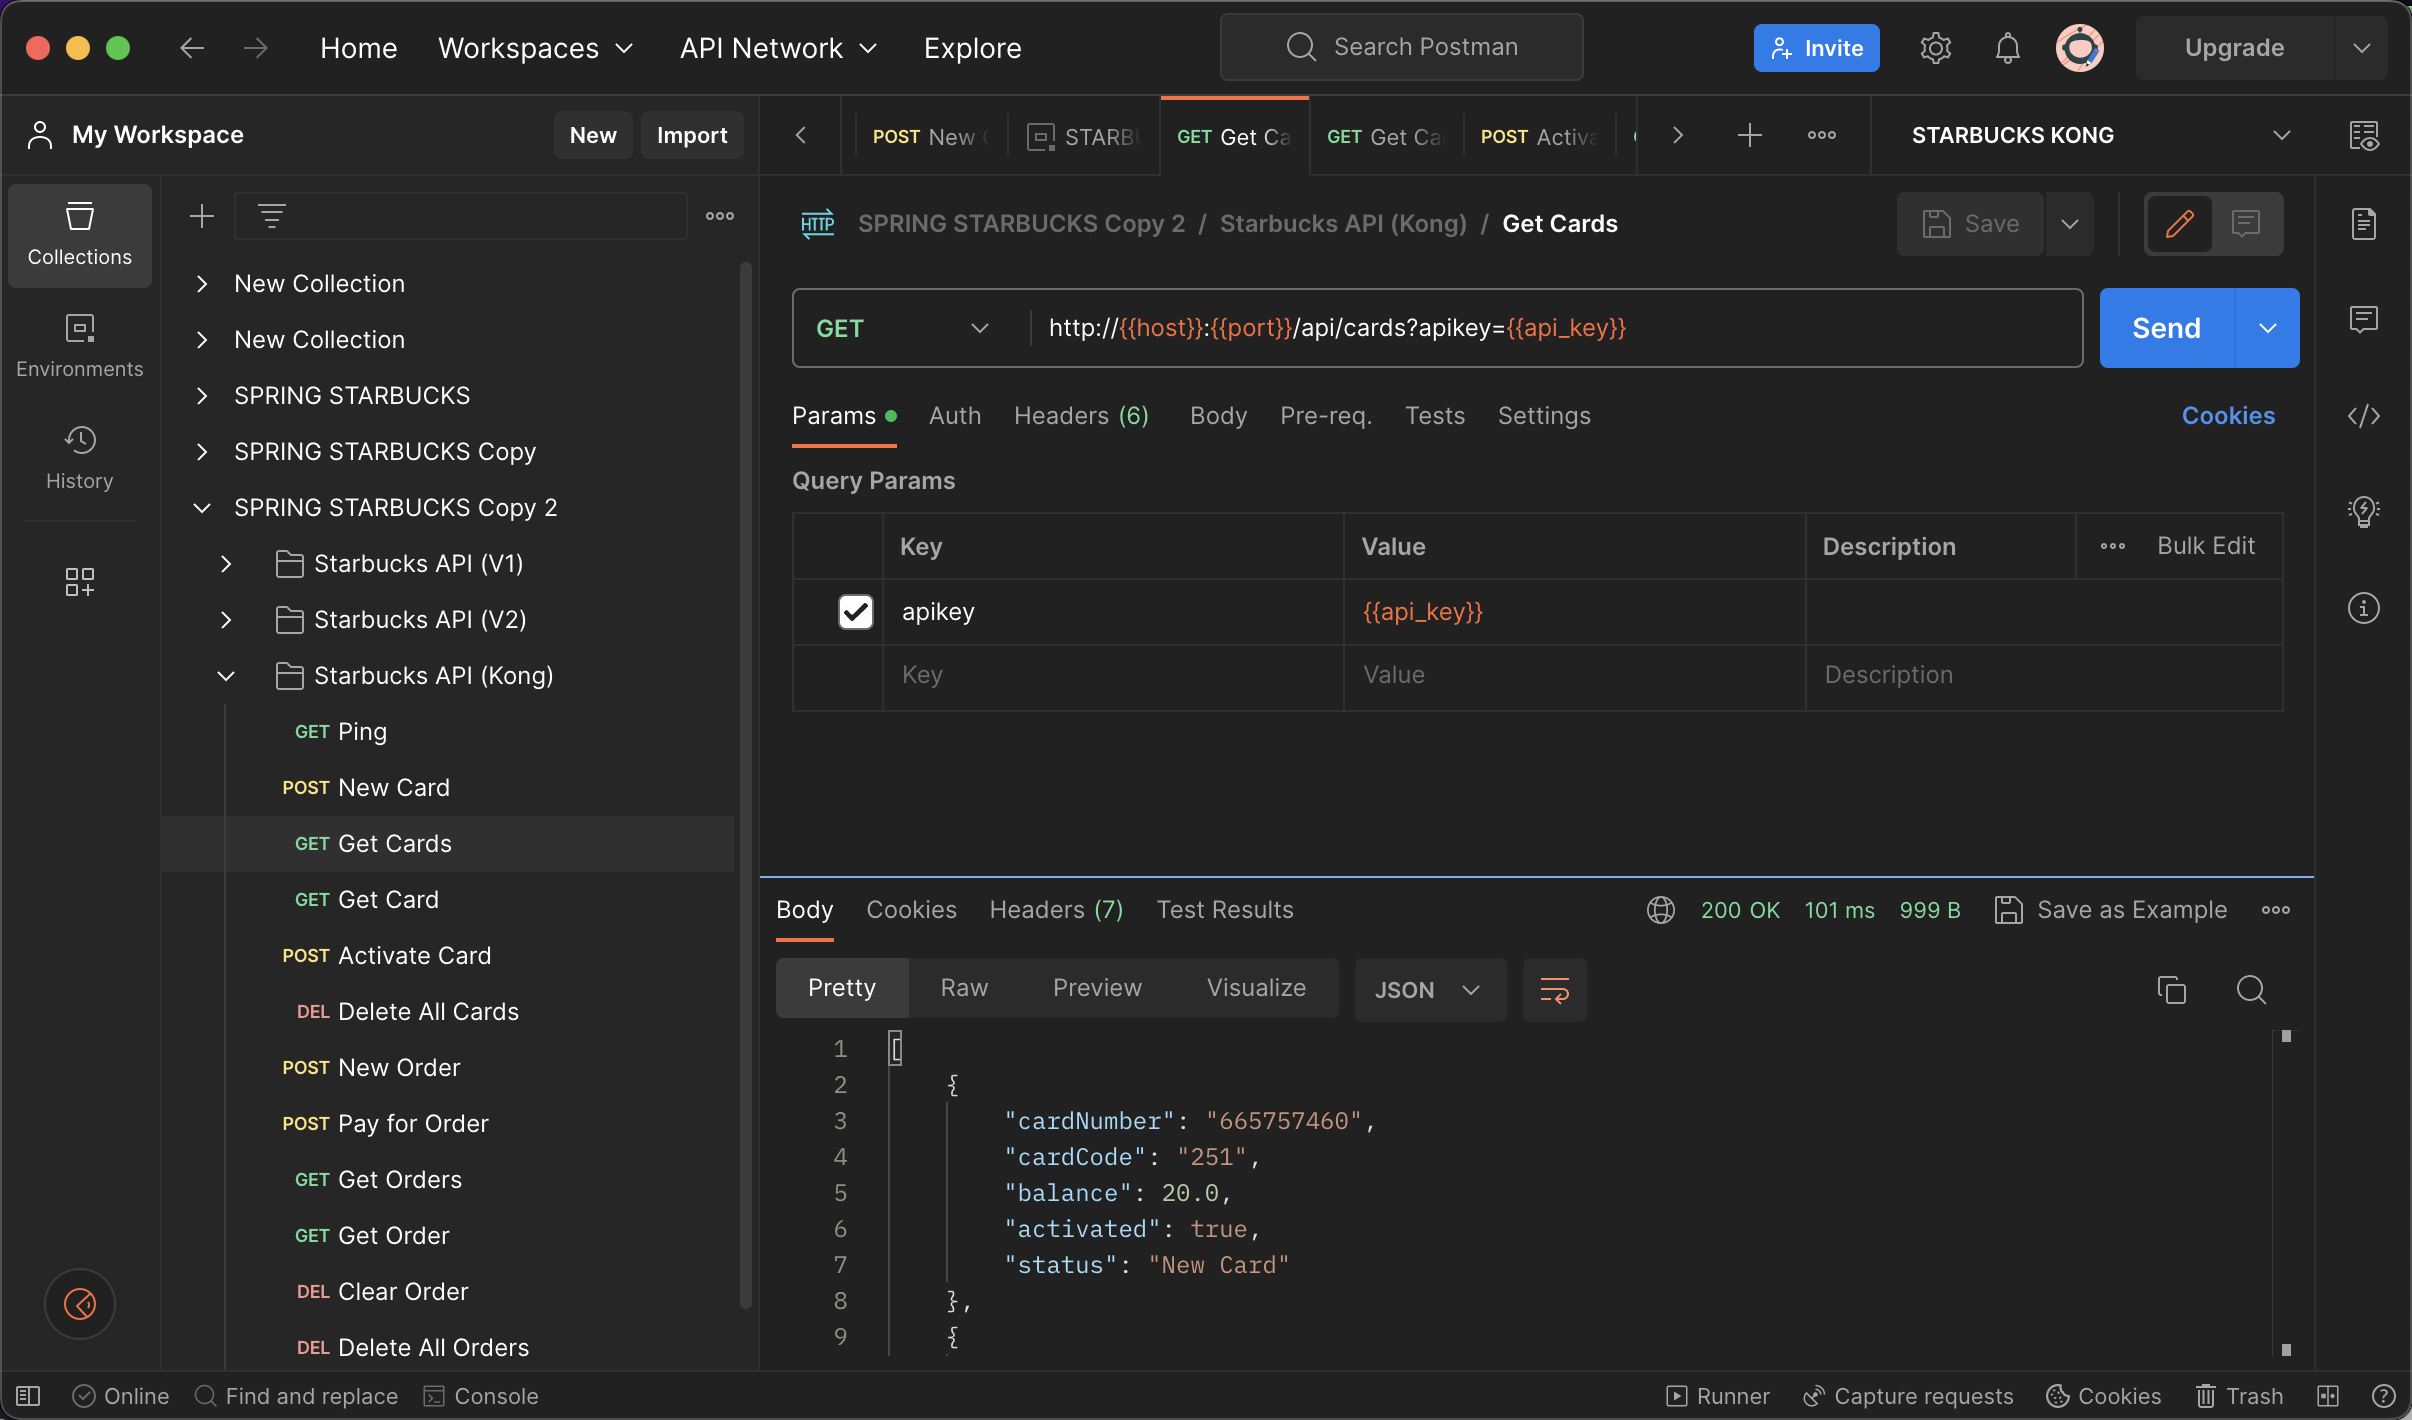 Home Workspaces API Network Explore Search Postman Invite Upgrade
My Workspace New Import
POST New STARBU GET Get Ca GET Get Ca POST Activa STARBUCKS KONG
Collections
Environments
History
New Collection
New Collection
SPRING STARBUCKS
SPRING STARBUCKS Copy
SPRING STARBUCKS Copy 2
Starbucks API (V1)
Starbucks API (V2)
Starbucks API (Kong)
GET Ping
POST New Card
GET Get Cards
GET Get Card
POST Activate Card
DEL Delete All Cards
POST New Order
POST Pay for Order
GET Get Orders
GET Get Order
DEL Clear Order
DEL Delete All Orders
HTTP SPRING STARBUCKS Copy 2 / Starbucks API (Kong) / Get Cards Save
GET http://{{host}}:{{port}}/api/cards?apikey={{api_key}} Send
Params Auth Headers (6) Body Pre-req. Tests Settings Cookies
Query Params
Key Value Description Bulk Edit
apikey {{api_key}}
Key Value Description
Body Cookies Headers (7) Test Results 200 OK 101 ms 999 B Save as Example
Pretty Raw Preview Visualize JSON
1 [
2 {
3 "cardNumber": "665757460",
4 "cardCode": "251",
5 "balance": 20.0,
6 "activated": true,
7 "status": "New Card"
8 },
9 {
Online Find and replace Console Runner Capture requests Cookies Trash